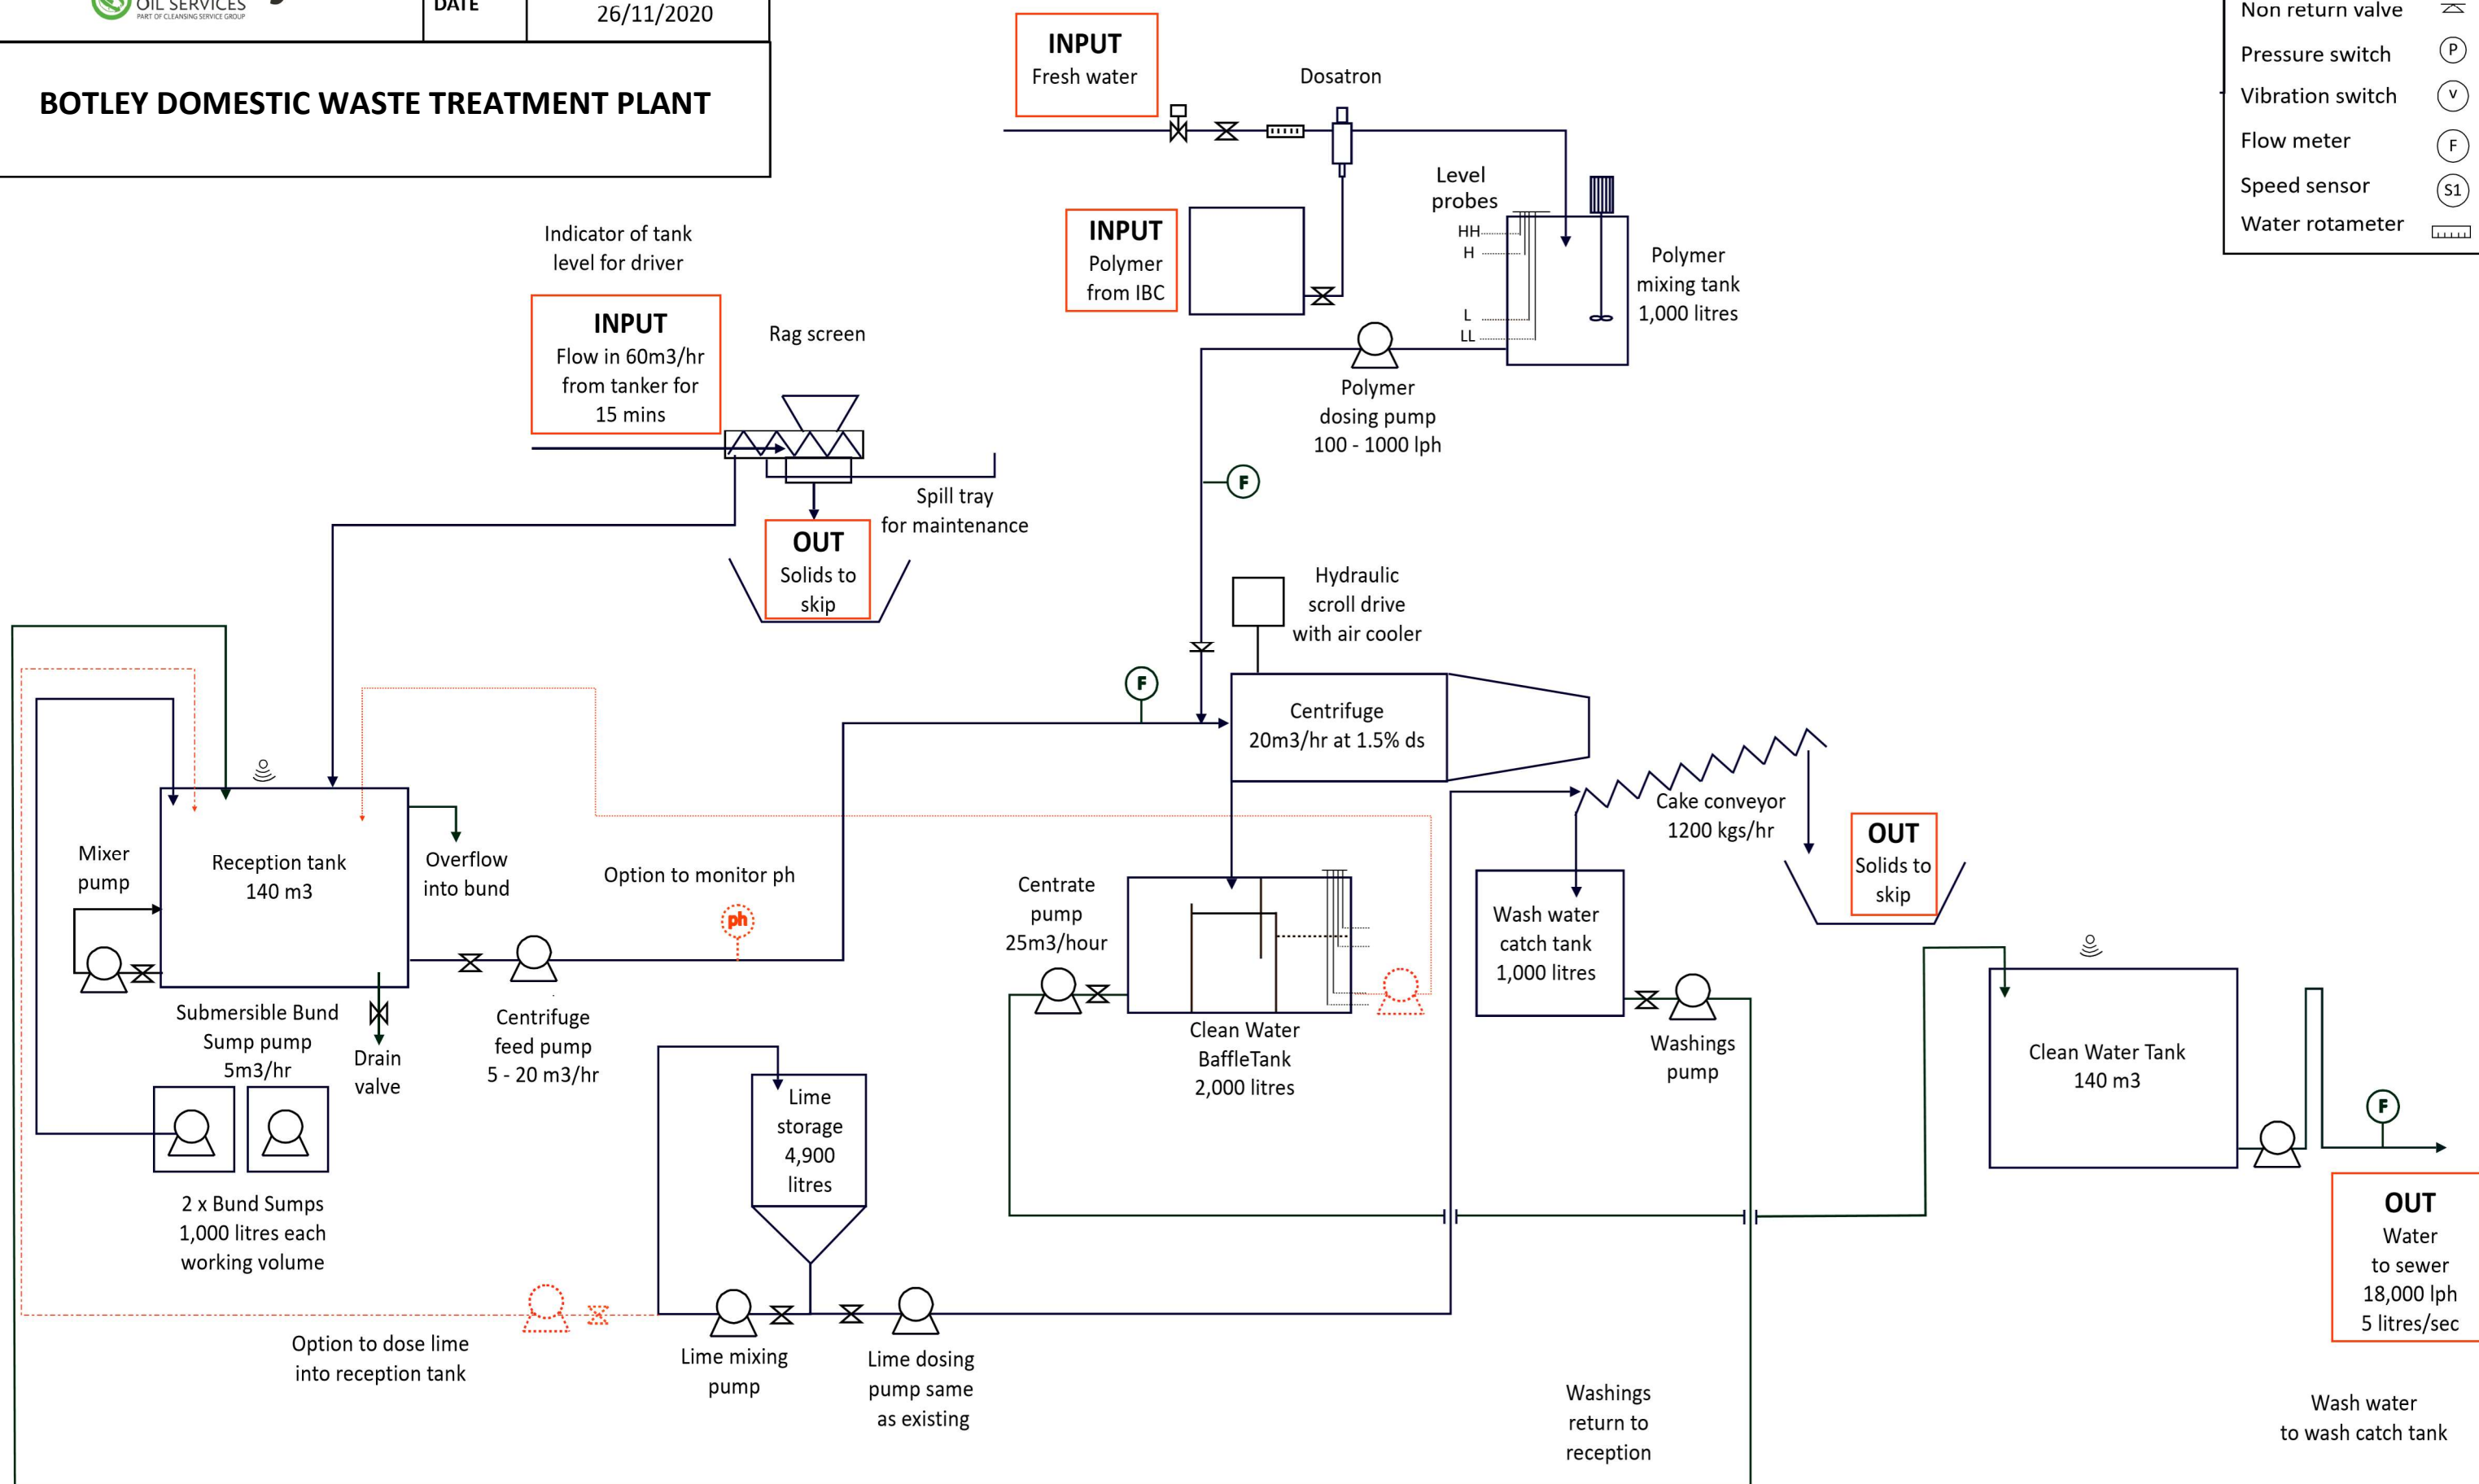 OIL SERVICES
PART OF CLEANSING SERVICE GROUP
DATE
26/11/2020
BOTLEY DOMESTIC WASTE TREATMENT PLANT
INPUT
Fresh water
Dosatron
Non return valve
Pressure switch
P
Vibration switch
V
Flow meter
F
Speed sensor
S1
Water rotameter
Level
probes
HH
H
L
LL
INPUT
Polymer
from IBC
Polymer
mixing tank
1,000 litres
Polymer
dosing pump
100 - 1000 lph
Indicator of tank
level for driver
INPUT
Flow in 60m3/hr
from tanker for
15 mins
Rag screen
Spill tray
for maintenance
OUT
Solids to
skip
F
Hydraulic
scroll drive
with air cooler
F
Centrifuge
20m3/hr at 1.5% ds
Cake conveyor
1200 kgs/hr
OUT
Solids to
skip
Mixer
pump
Reception tank
140 m3
Overflow
into bund
Option to monitor ph
ph
Centrate
pump
25m3/hour
Wash water
catch tank
1,000 litres
Submersible Bund
Sump pump
5m3/hr
Drain
valve
Centrifuge
feed pump
5 - 20 m3/hr
Clean Water
BaffleTank
2,000 litres
Washings
pump
Clean Water Tank
140 m3
F
Lime
storage
4,900
litres
2 x Bund Sumps
1,000 litres each
working volume
OUT
Water
to sewer
18,000 lph
5 litres/sec
Option to dose lime
into reception tank
Lime mixing
pump
Lime dosing
pump same
as existing
Washings
return to
reception
Wash water
to wash catch tank